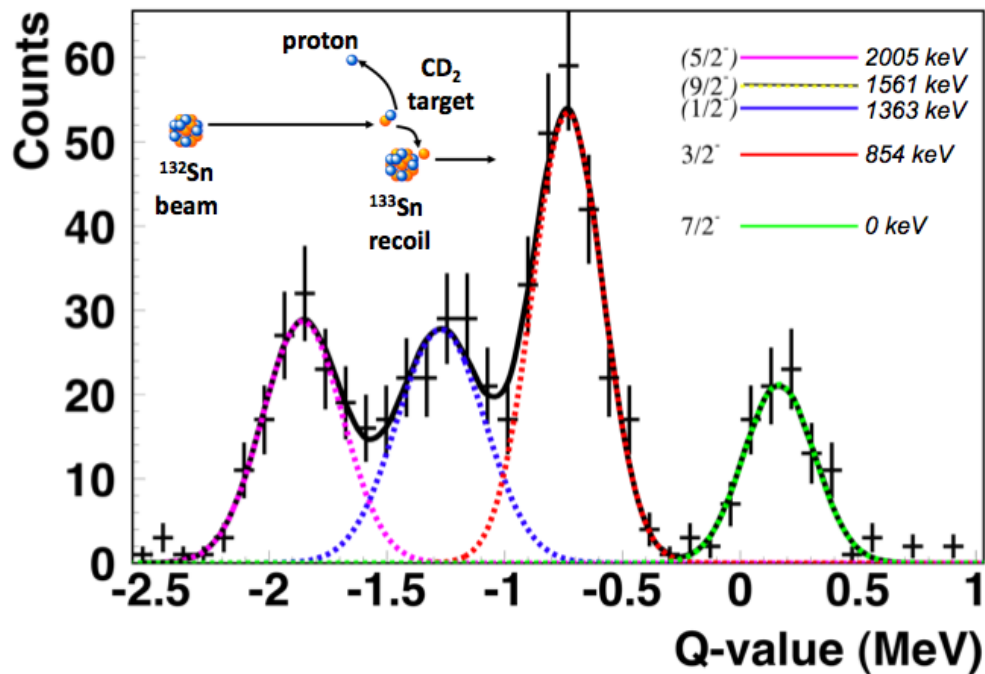 Counts
60
50
40
30
20
10
0
proton
CD₂
target
¹³²Sn
beam
¹³³Sn
recoil
(5/2⁻) 2005 keV
(9/2⁻) 1561 keV
(1/2⁻) 1363 keV
3/2⁻ 854 keV
7/2⁻ 0 keV
-2.5 -2 -1.5 -1 -0.5 0 0.5 1
Q-value (MeV)